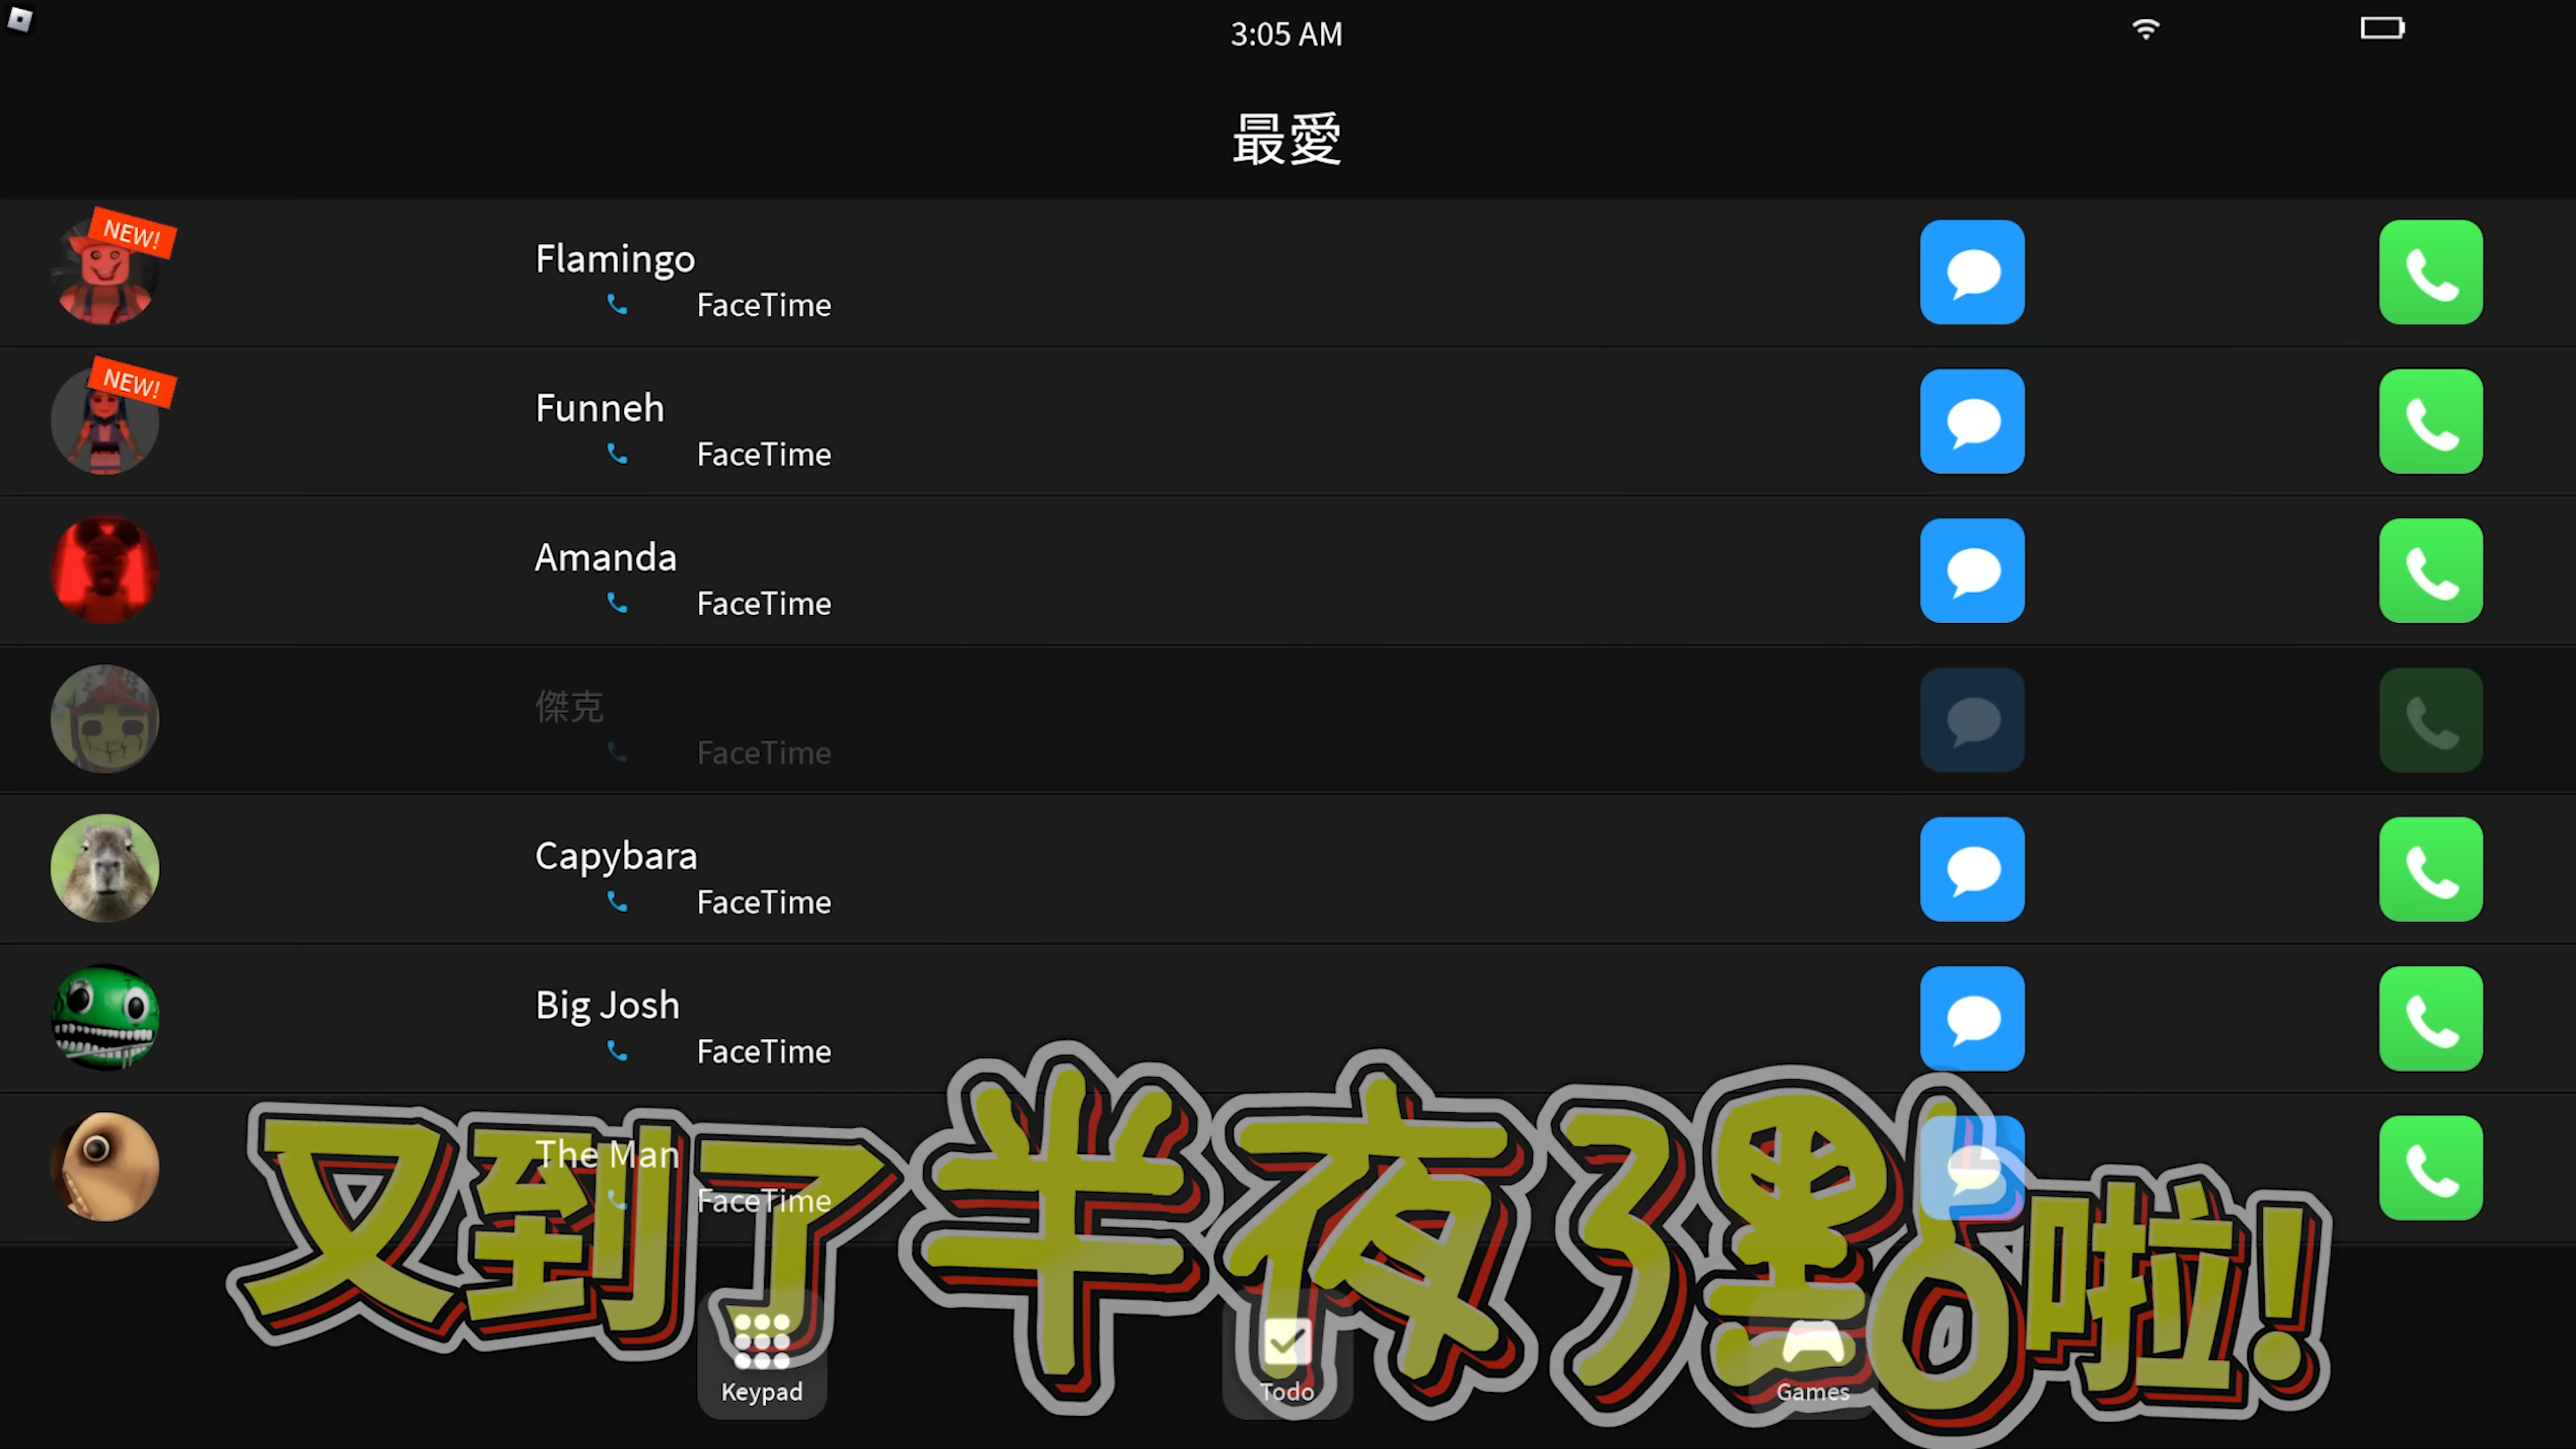 3:05 AM
最愛
NEW!
Flamingo
FaceTime
NEW!
Funneh
FaceTime
Amanda
FaceTime
傑克
FaceTime
Capybara
FaceTime
Big Josh
FaceTime
The Man
FaceTime
又到了半夜3點啦!
Keypad
Todo
Games